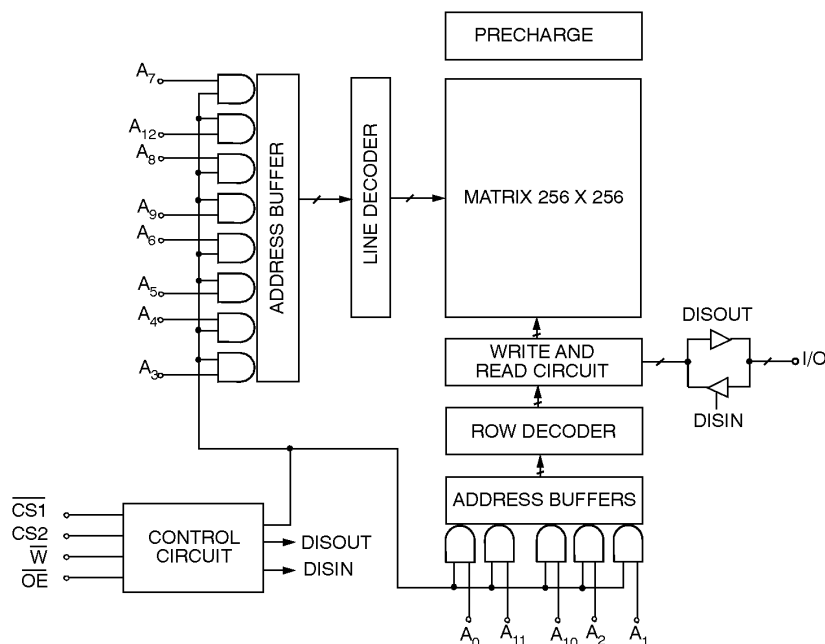 PRECHARGE
A7
A12
A8
A9
A6
A5
A4
A3
ADDRESS BUFFER
LINE DECODER
MATRIX 256 X 256
WRITE AND
READ CIRCUIT
DISOUT
I/O
DISIN
ROW DECODER
ADDRESS BUFFERS
CS1
CS2
W
OE
CONTROL
CIRCUIT
DISOUT
DISIN
A0
A11
A10
A2
A1